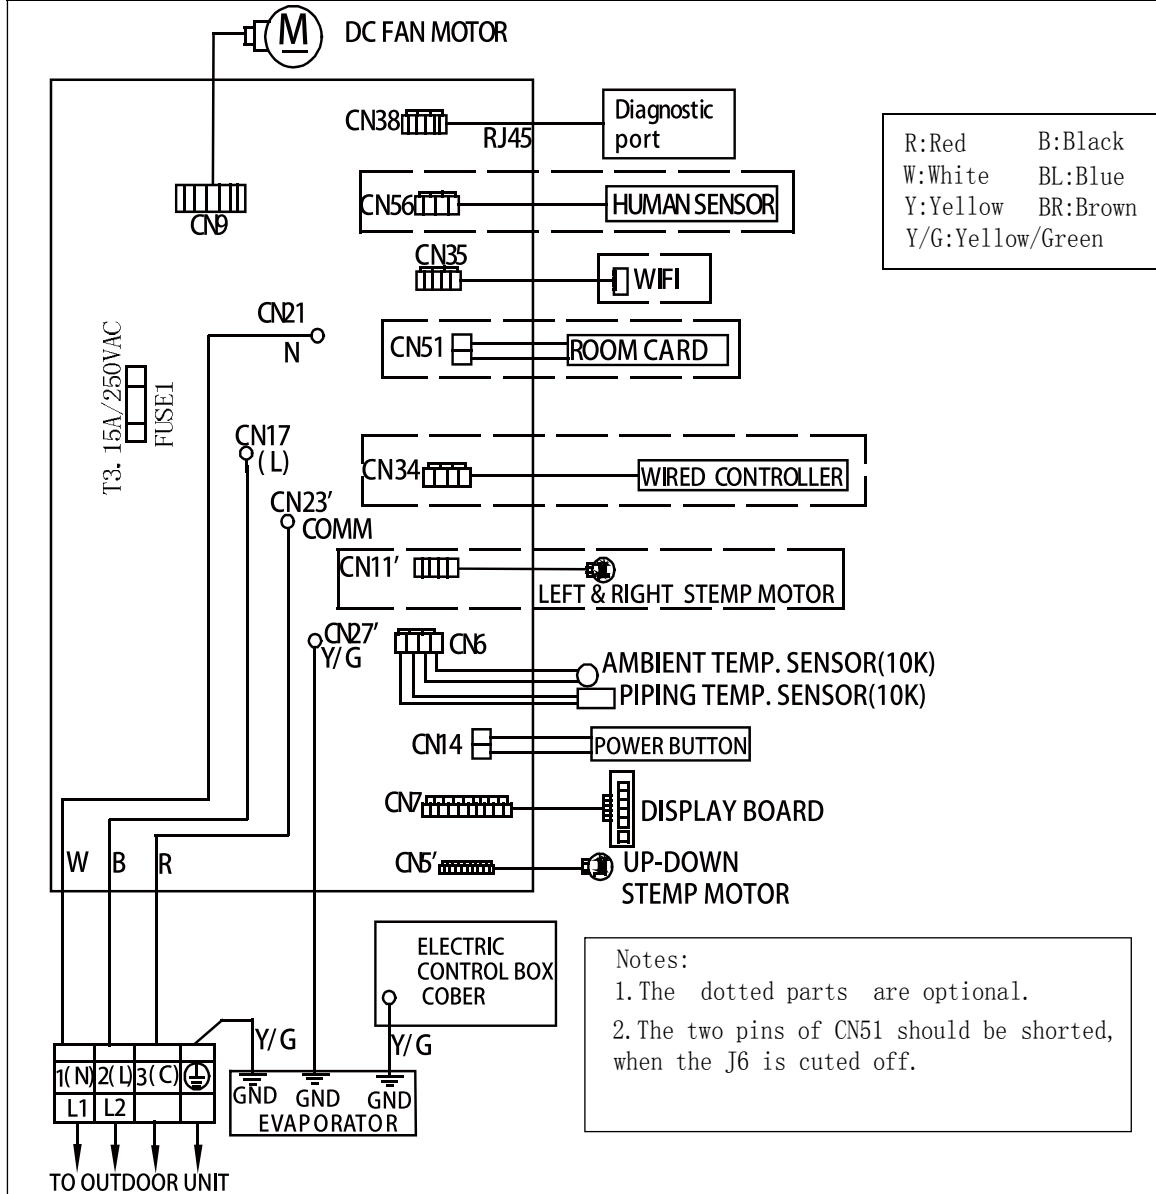 M
DC FAN MOTOR
CN38
RJ45
Diagnostic
port
R:Red
B:Black
W:White
BL:Blue
Y:Yellow
BR:Brown
Y/G:Yellow/Green
CN9
CN56
HUMAN SENSOR
CN35
WIFI
CN21
N
CN51
ROOM CARD
T3. 15A/250VAC
FUSE1
CN17
(L)
CN34
WIRED CONTROLLER
CN23'
COMM
CN11'
LEFT & RIGHT STEMP MOTOR
CN27'
Y/G
CN6
AMBIENT TEMP. SENSOR(10K)
PIPING TEMP. SENSOR(10K)
CN14
POWER BUTTON
CN7
DISPLAY BOARD
W
B
R
CN5'
UP-DOWN
STEMP MOTOR
ELECTRIC
CONTROL BOX
COBER
Y/G
Y/G
Notes:
1.The dotted parts are optional.
2.The two pins of CN51 should be shorted,
when the J6 is cuted off.
1(N) 2(L) 3(C)
L1 L2
GND GND GND
EVAPORATOR
TO OUTDOOR UNIT